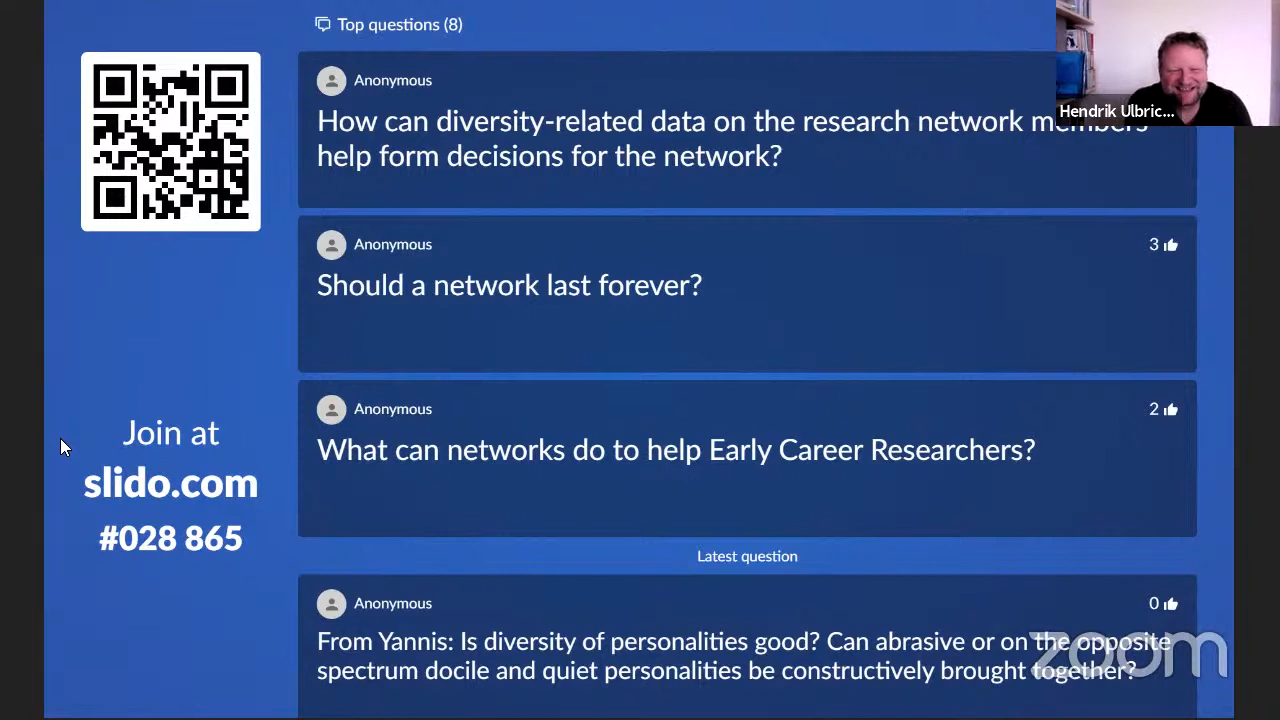 Top questions (8)
Anonymous
How can diversity-related data on the research network members
help form decisions for the network?
Hendrik Ulbric...
Anonymous
3
Should a network last forever?
Anonymous
2
What can networks do to help Early Career Researchers?
Join at
slido.com
#028 865
Latest question
Anonymous
0
From Yannis: Is diversity of personalities good? Can abrasive or on the opposite
spectrum docile and quiet personalities be constructively brought together?
zoom